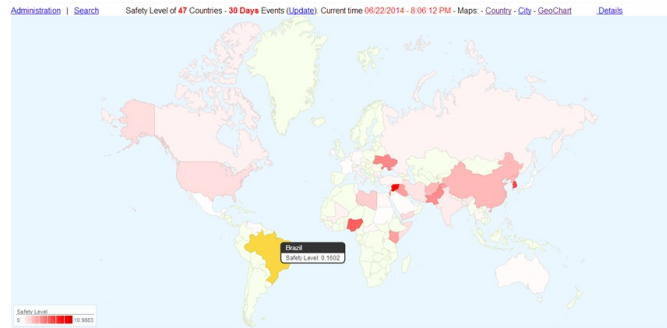 Administration | Search Safety Level of 47 Countries - 30 Days Events (Update). Current time 06/22/2014 - 8:06:12 PM - Maps: - Country - City - GeoChart Details
Brazil
Safety Level: 0.1602
Safety Level
0 10.9883